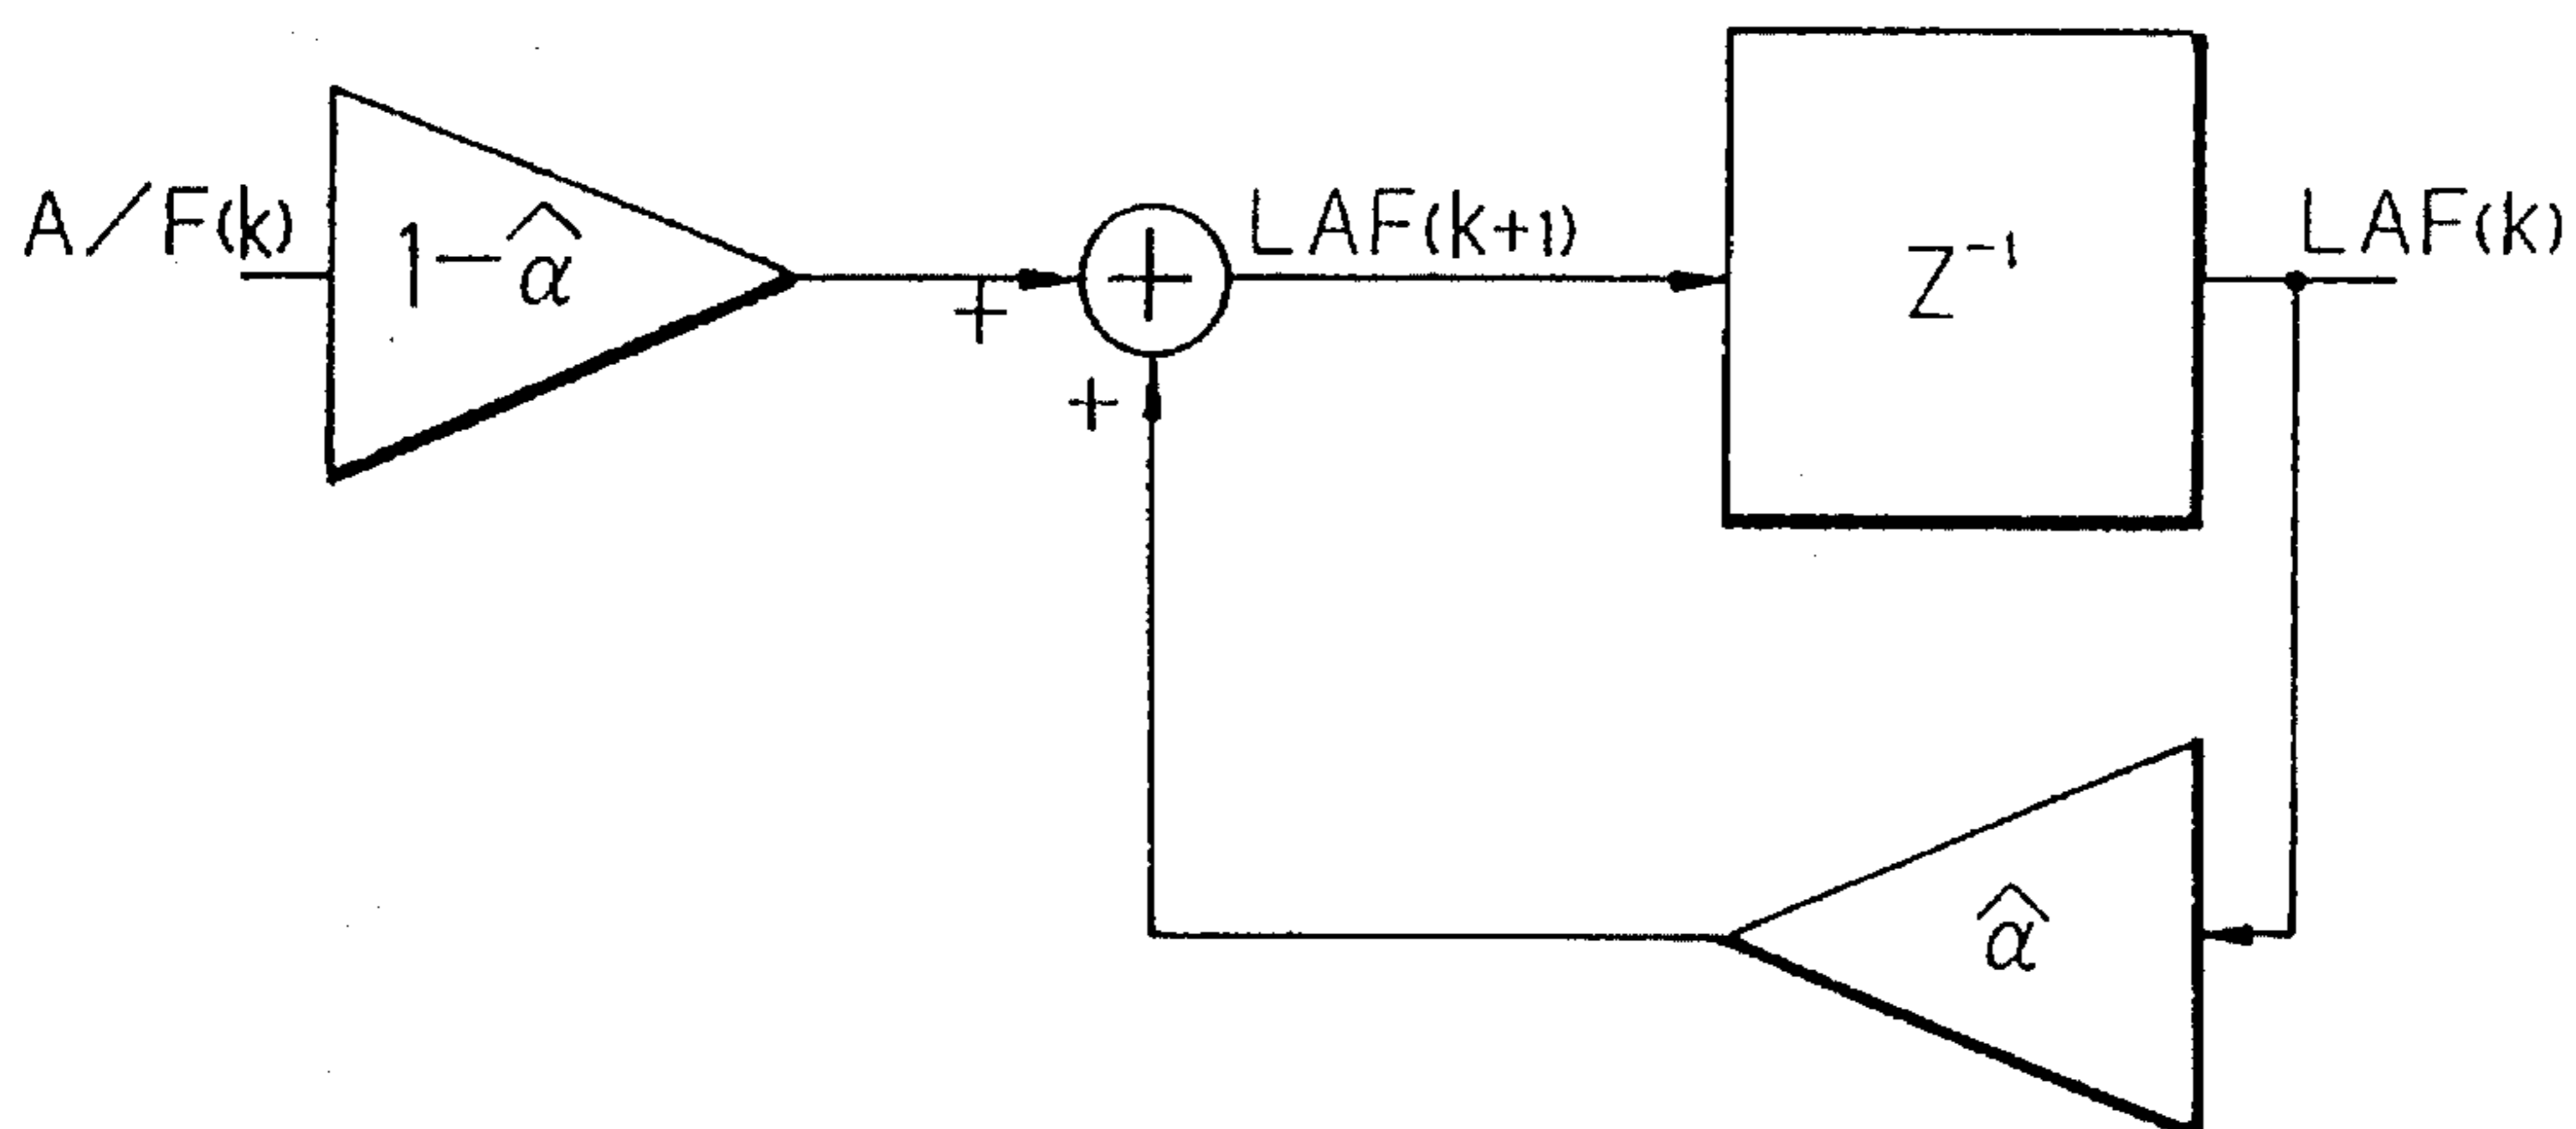 A/F(k)
1-α̂
+
+
+
LAF(k+1)
Z⁻¹
LAF(k)
α̂